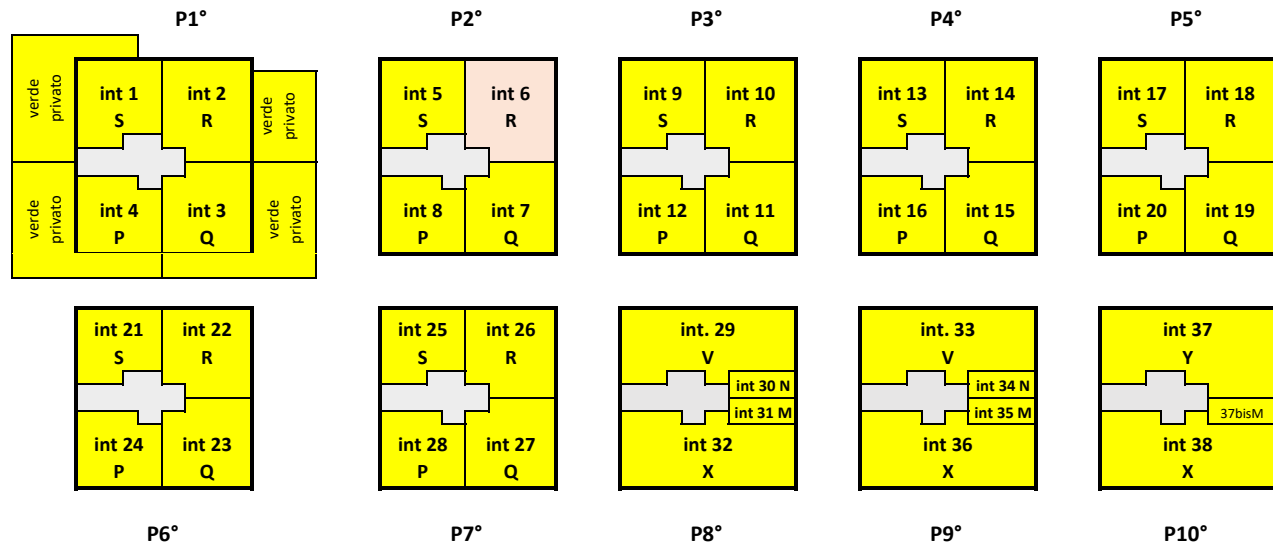 P1° P2° P3° P4° P5°
verde privato
int 1 S
int 2 R
verde privato
verde privato
int 4 P
int 3 Q
verde privato
int 5 S
int 6 R
int 8 P
int 7 Q
int 9 S
int 10 R
int 12 P
int 11 Q
int 13 S
int 14 R
int 16 P
int 15 Q
int 17 S
int 18 R
int 20 P
int 19 Q
int 21 S
int 22 R
int 24 P
int 23 Q
int 25 S
int 26 R
int 28 P
int 27 Q
int. 29 V
int 30 N
int 31 M
int 32 X
int. 33 V
int 34 N
int 35 M
int 36 X
int 37 Y
37bisM
int 38 X
P6° P7° P8° P9° P10°